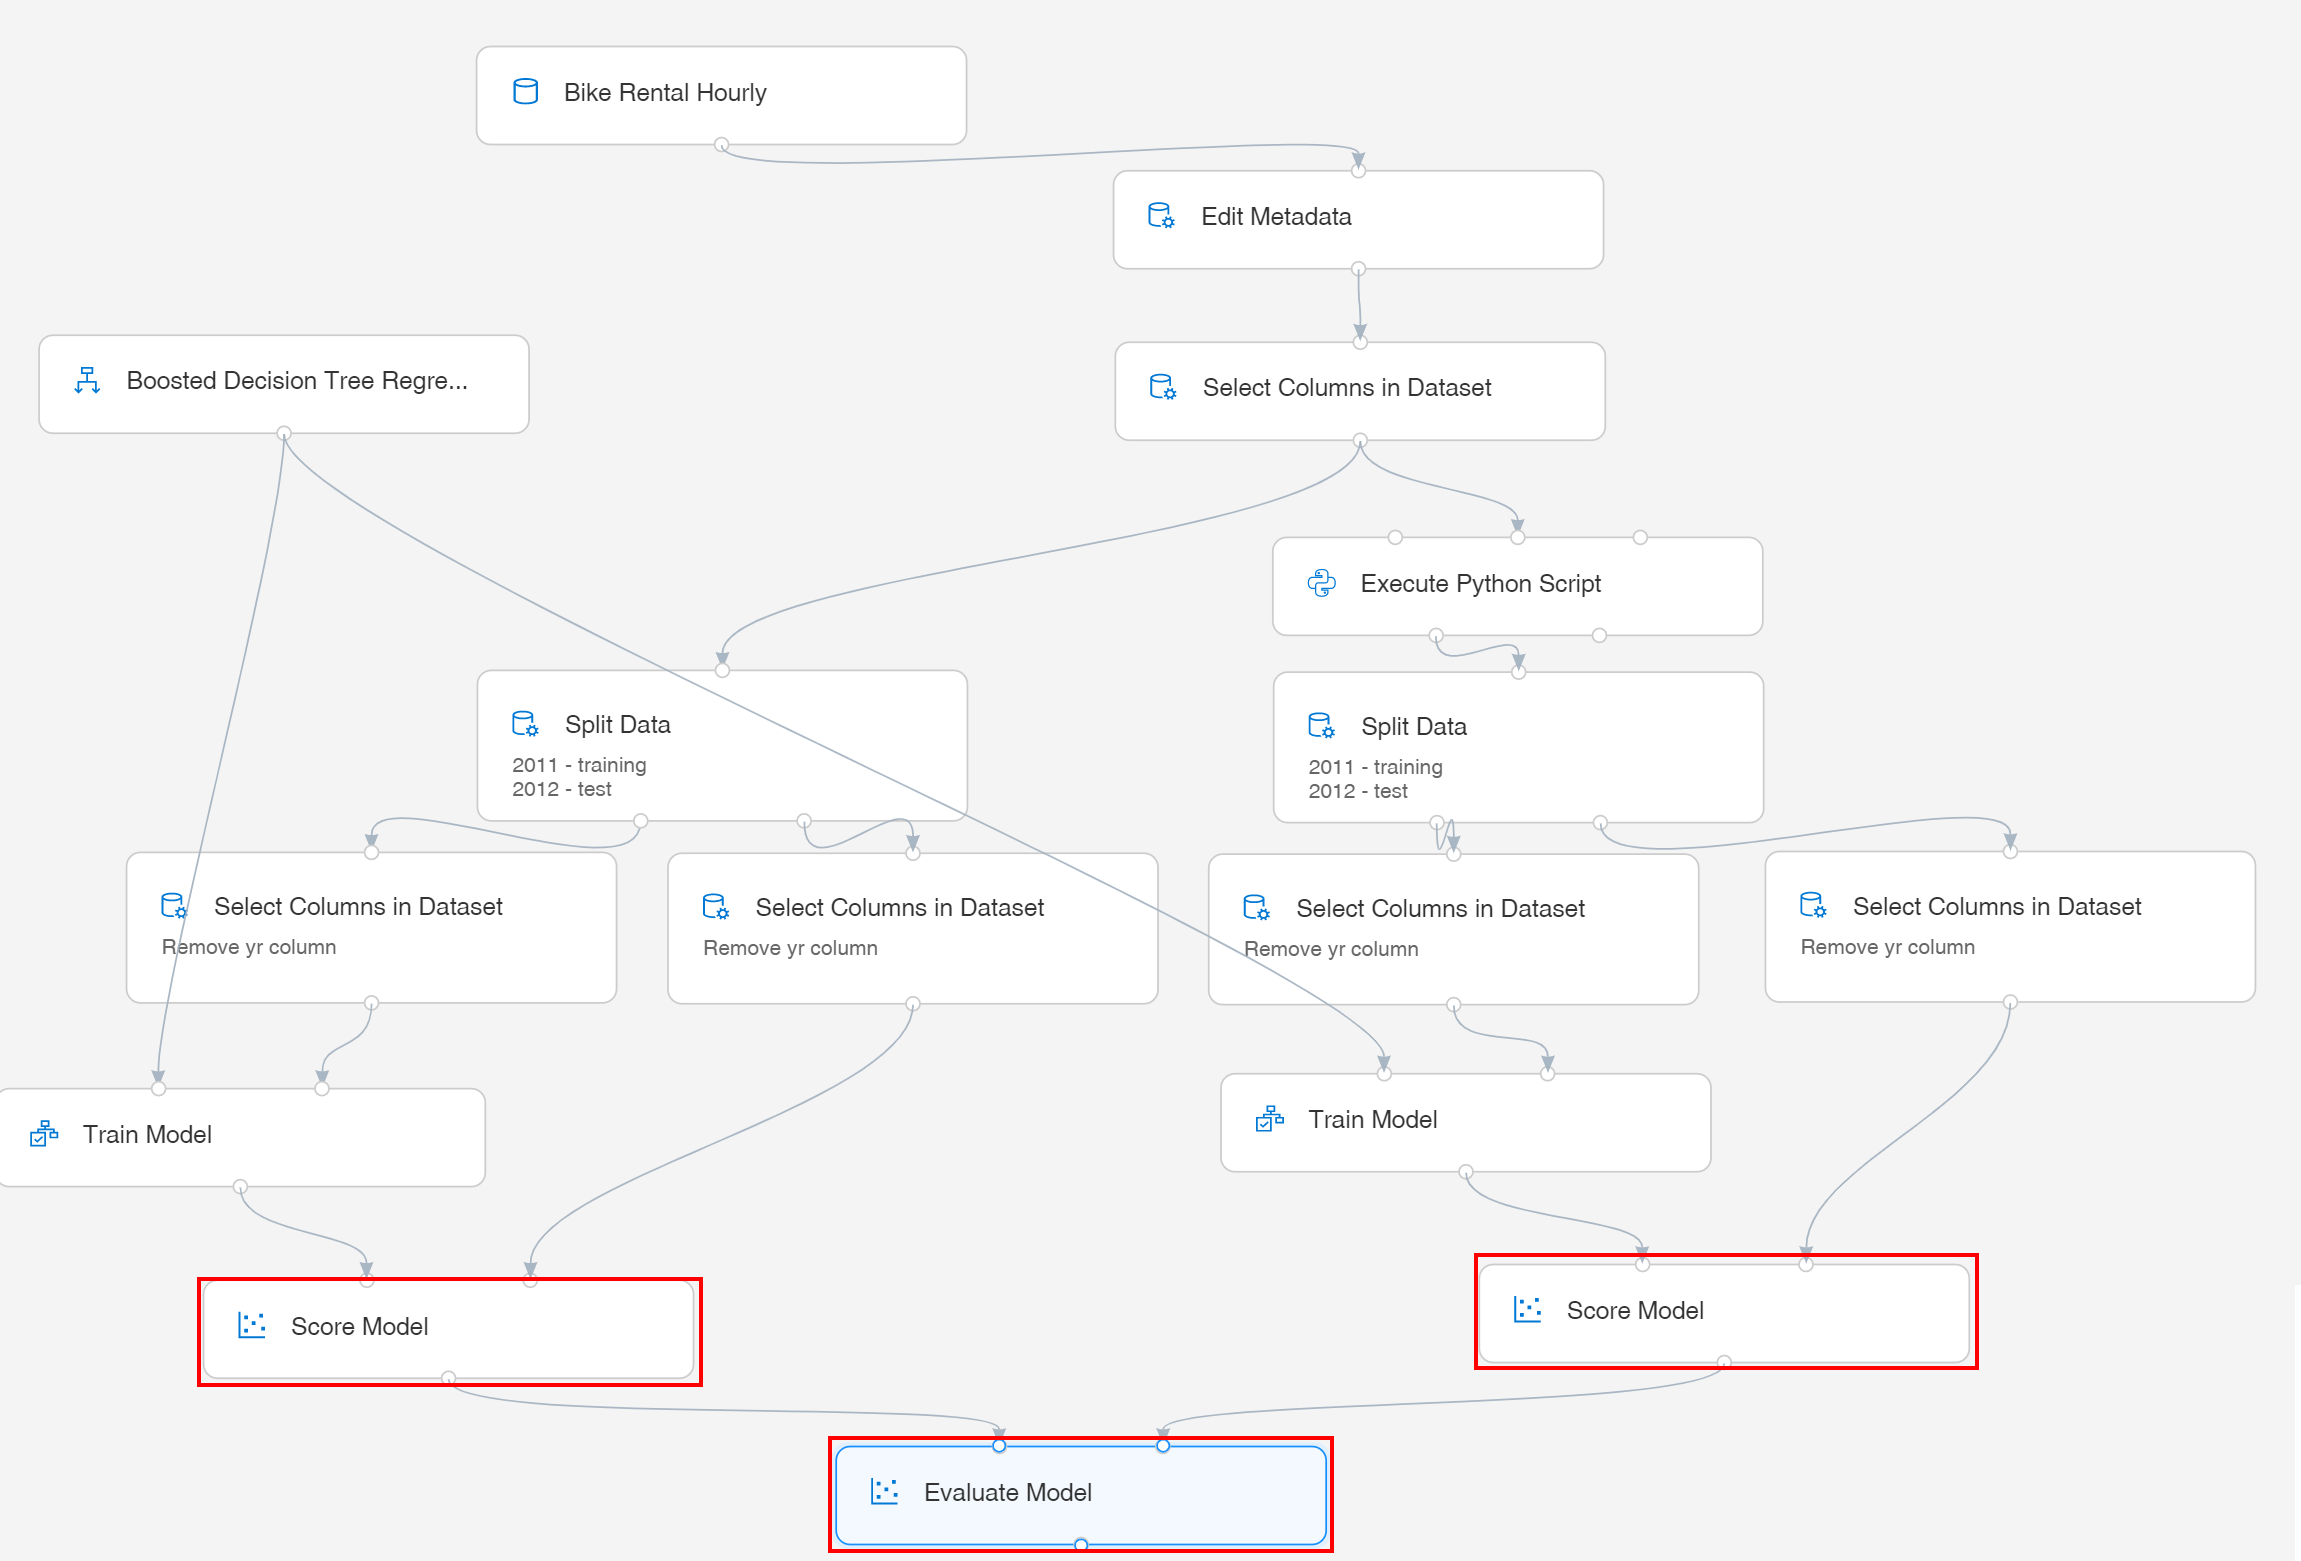 Bike Rental Hourly
Edit Metadata
Boosted Decision Tree Regre...
Select Columns in Dataset
Execute Python Script
Split Data
2011 - training
2012 - test
Split Data
2011 - training
2012 - test
Select Columns in Dataset
Remove yr column
Select Columns in Dataset
Remove yr column
Select Columns in Dataset
Remove yr column
Select Columns in Dataset
Remove yr column
Train Model
Train Model
Score Model
Score Model
Evaluate Model